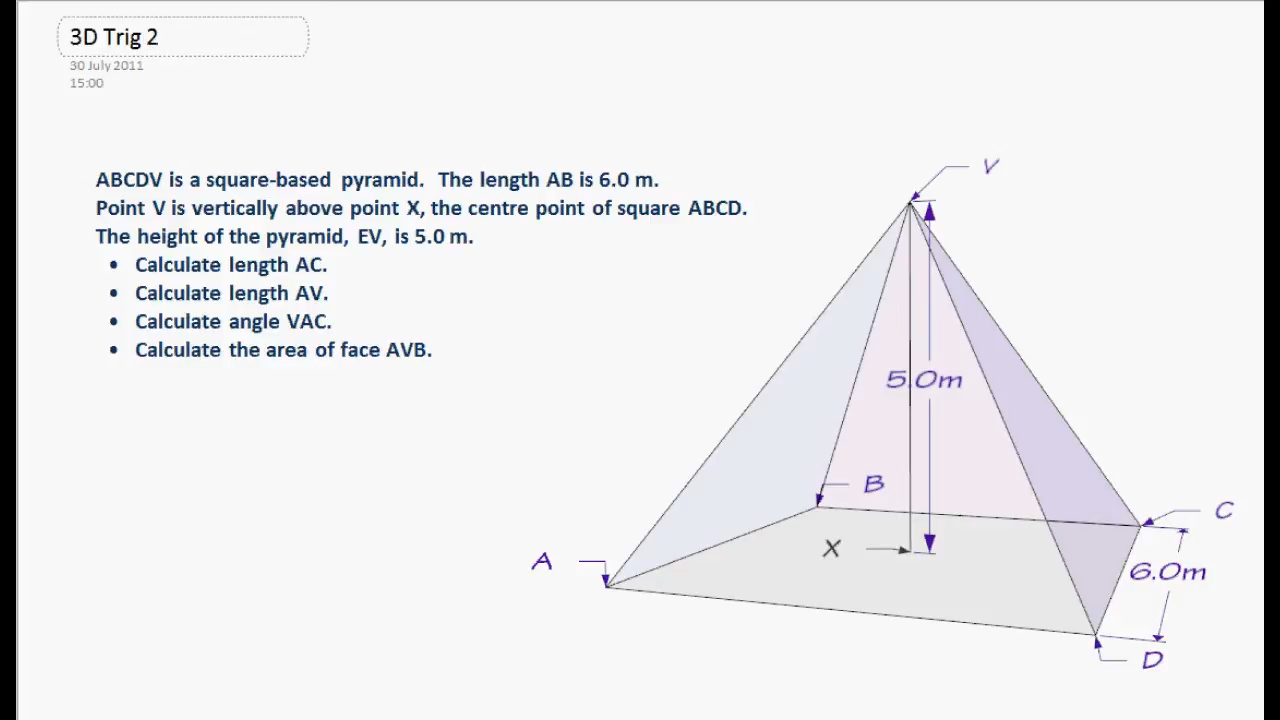 3D Trig 2
30 July 2011
15:00
ABCDV is a square-based pyramid. The length AB is 6.0 m.
Point V is vertically above point X, the centre point of square ABCD.
The height of the pyramid, EV, is 5.0 m.
• Calculate length AC.
• Calculate length AV.
• Calculate angle VAC.
• Calculate the area of face AVB.
V
5.0m
B
C
X
A
6.0m
D